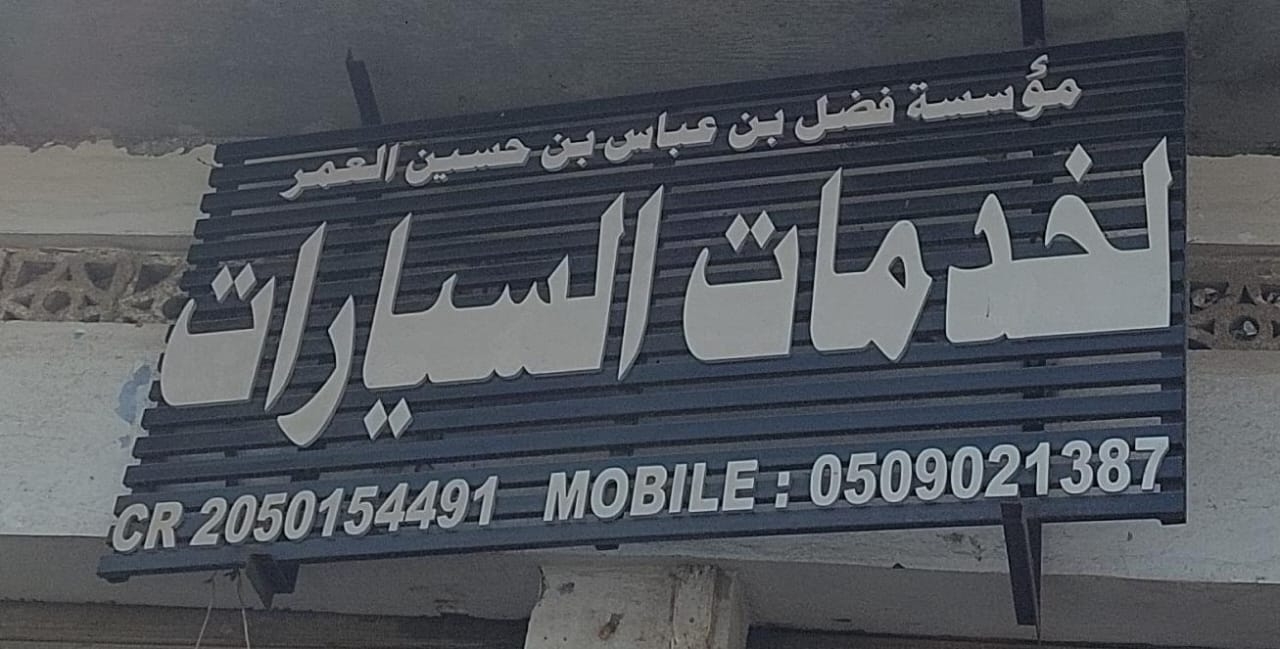 مؤسسة فضل بن عباس بن حسين العمر
لخدمات السيارات
CR 2050154491 MOBILE : 0509021387